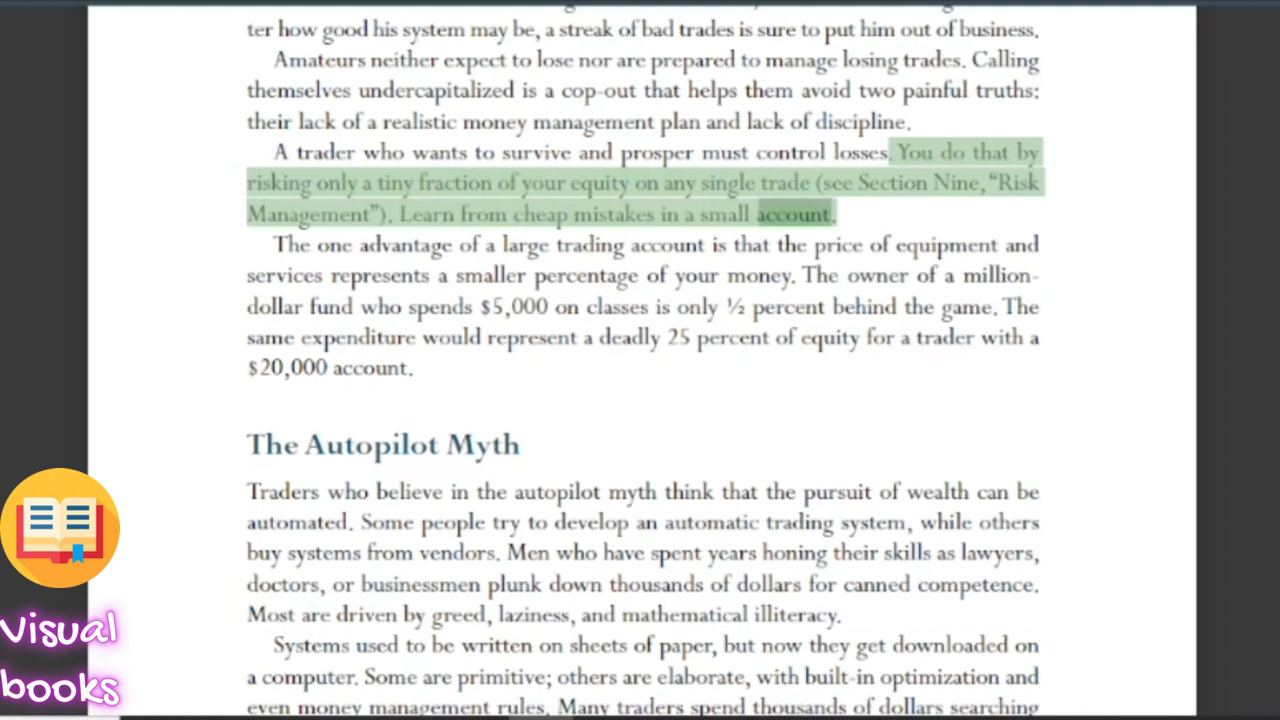 ter how good his system may be, a streak of bad trades is sure to put him out of business.
Amateurs neither expect to lose nor are prepared to manage losing trades. Calling
themselves undercapitalized is a cop-out that helps them avoid two painful truths:
their lack of a realistic money management plan and lack of discipline.
A trader who wants to survive and prosper must control losses. You do that by
risking only a tiny fraction of your equity on any single trade (see Section Nine, “Risk
Management”). Learn from cheap mistakes in a small account.
The one advantage of a large trading account is that the price of equipment and
services represents a smaller percentage of your money. The owner of a million-
dollar fund who spends $5,000 on classes is only ½ percent behind the game. The
same expenditure would represent a deadly 25 percent of equity for a trader with a
$20,000 account.
The Autopilot Myth
Traders who believe in the autopilot myth think that the pursuit of wealth can be
automated. Some people try to develop an automatic trading system, while others
buy systems from vendors. Men who have spent years honing their skills as lawyers,
doctors, or businessmen plunk down thousands of dollars for canned competence.
Most are driven by greed, laziness, and mathematical illiteracy.
Systems used to be written on sheets of paper, but now they get downloaded on
a computer. Some are primitive; others are elaborate, with built-in optimization and
even money management rules. Many traders spend thousands of dollars searching
Visual
books